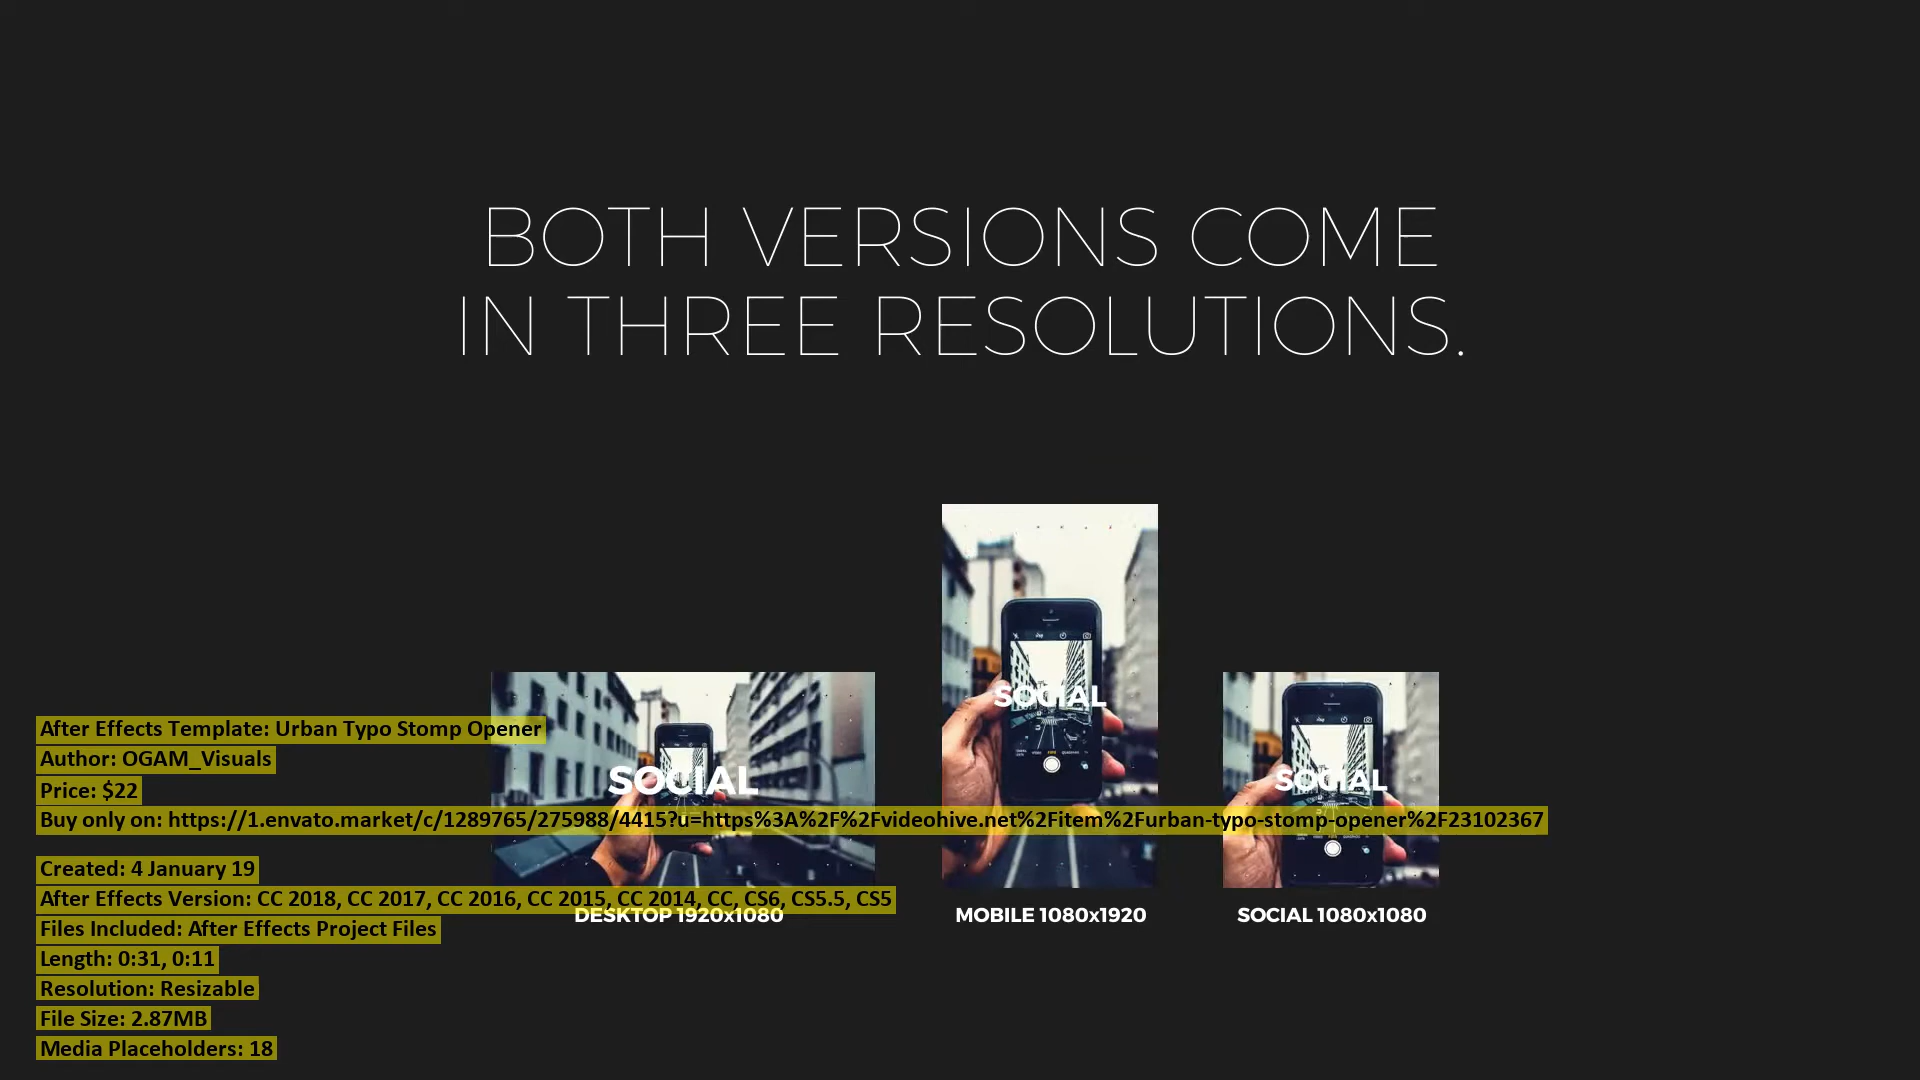 BOTH VERSIONS COME
IN THREE RESOLUTIONS.
SOCIAL
SOCIAL
SOCIAL
After Effects Template: Urban Typo Stomp Opener
Author: OGAM_Visuals
Price: $22
Buy only on: https://1.envato.market/c/1289765/275988/4415?u=https%3A%2F%2Fvideohive.net%2Fitem%2Furban-typo-stomp-opener%2F23102367
Created: 4 January 19
After Effects Version: CC 2018, CC 2017, CC 2016, CC 2015, CC 2014, CC, CS6, CS5.5, CS5
DESKTOP 1920x1080
MOBILE 1080x1920
SOCIAL 1080x1080
Files Included: After Effects Project Files
Length: 0:31, 0:11
Resolution: Resizable
File Size: 2.87MB
Media Placeholders: 18